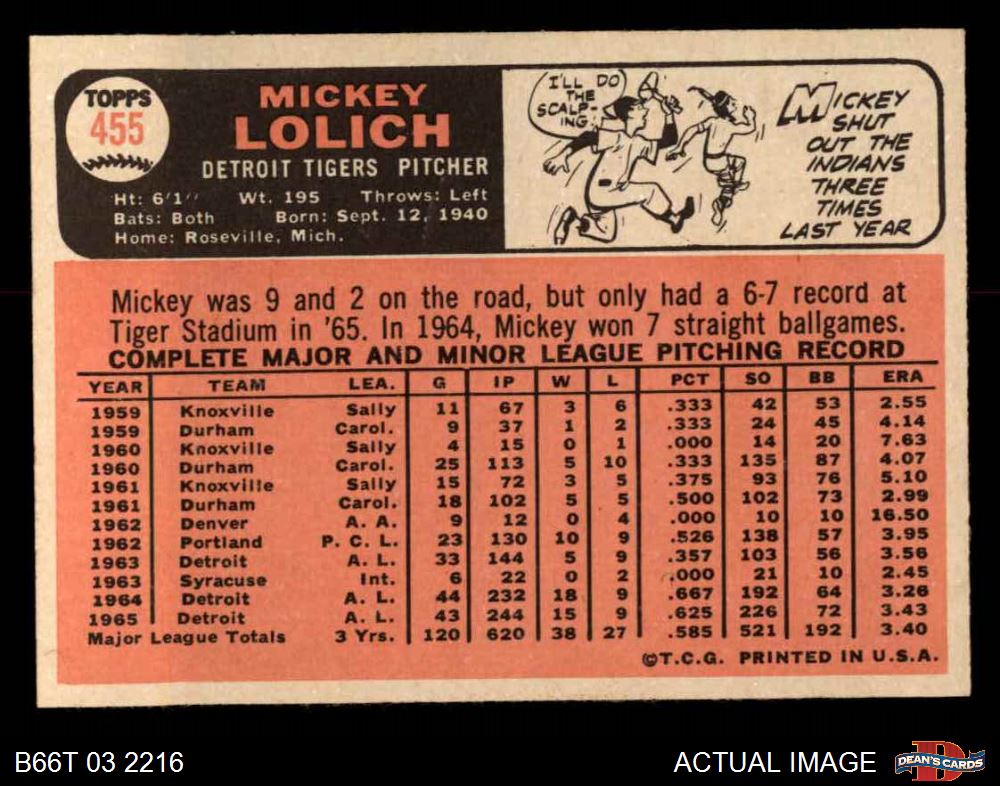 TOPPS
455
MICKEY
LOLICH
DETROIT TIGERS PITCHER
Ht: 6'1" Wt. 195 Throws: Left
Bats: Both Born: Sept. 12, 1940
Home: Roseville, Mich.
I'LL DO
THE
SCALP-
ING
MICKEY
SHUT
OUT THE
INDIANS
THREE
TIMES
LAST YEAR
Mickey was 9 and 2 on the road, but only had a 6-7 record at
Tiger Stadium in '65. In 1964, Mickey won 7 straight ballgames.
COMPLETE MAJOR AND MINOR LEAGUE PITCHING RECORD
YEAR TEAM LEA. G IP W L PCT SO BB ERA
1959 Knoxville Sally 11 67 3 6 .333 42 53 2.55
1959 Durham Carol. 9 37 1 2 .333 24 45 4.14
1960 Knoxville Sally 4 15 0 1 .000 14 20 7.63
1960 Durham Carol. 25 113 5 10 .333 135 87 4.07
1961 Knoxville Sally 15 72 3 5 .375 93 76 5.10
1961 Durham Carol. 18 102 5 5 .500 102 73 2.99
1962 Denver A. A. 9 12 0 4 .000 10 10 16.50
1962 Portland P. C. L. 23 130 10 9 .526 138 57 3.95
1963 Detroit A. L. 33 144 5 9 .357 103 56 3.56
1963 Syracuse Int. 6 22 0 2 .000 21 10 2.45
1964 Detroit A. L. 44 232 18 9 .667 192 64 3.26
1965 Detroit A. L. 43 244 15 9 .625 226 72 3.43
Major League Totals 3 Yrs. 120 620 38 27 .585 521 192 3.40
©T.C.G. PRINTED IN U.S.A.
B66T 03 2216
ACTUAL IMAGE
D
DEAN'S CARDS